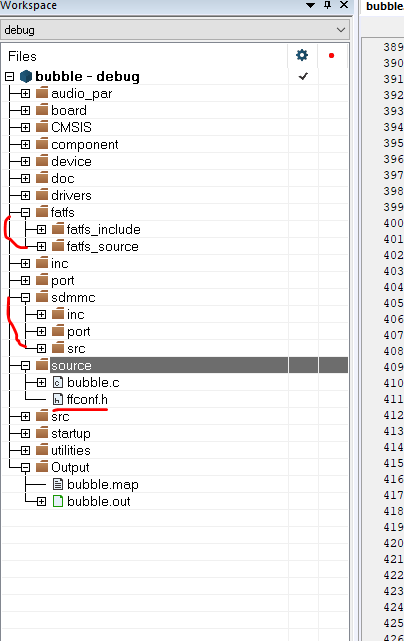 Workspace
debug
Files
bubble - debug
audio_par
board
CMSIS
component
device
doc
drivers
fatfs
fatfs_include
fatfs_source
inc
port
sdmmc
inc
port
src
source
bubble.c
ffconf.h
src
startup
utilities
Output
bubble.map
bubble.out
bubble
389
390
391
392
393
394
395
396
397
398
399
400
401
402
403
404
405
406
407
408
409
410
411
412
413
414
415
416
417
418
419
420
421
422
423
424
425
426